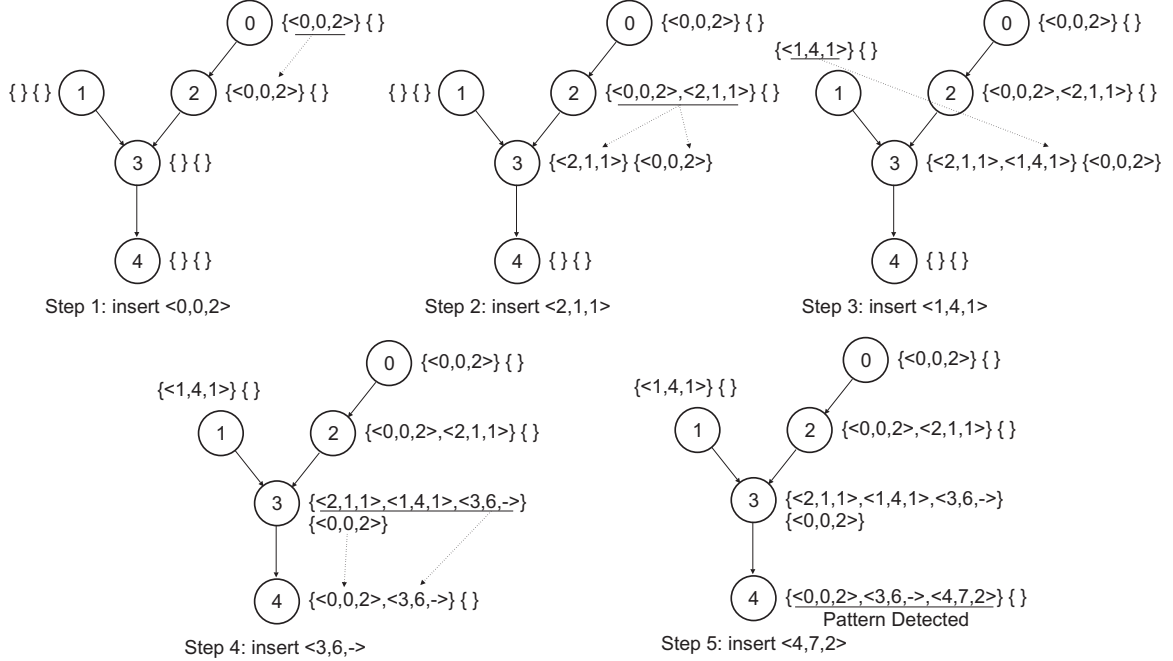 0 {<0,0,2>} { }
{ } { } 1 2 {<0,0,2>} { }
3 { } { }
4 { } { }
Step 1: insert <0,0,2>
0 {<0,0,2>} { }
{ } { } 1 2 {<0,0,2>,<2,1,1>} { }
3 {<2,1,1>} {<0,0,2>}
4 { } { }
Step 2: insert <2,1,1>
0 {<0,0,2>} { }
{<1,4,1>} { }
1 2 {<0,0,2>,<2,1,1>} { }
3 {<2,1,1>,<1,4,1>} {<0,0,2>}
4 { } { }
Step 3: insert <1,4,1>
0 {<0,0,2>} { }
{<1,4,1>} { }
1 2 {<0,0,2>,<2,1,1>} { }
3 {<2,1,1>,<1,4,1>,<3,6,->}
{<0,0,2>}
4 {<0,0,2>,<3,6,->} { }
Step 4: insert <3,6,->
0 {<0,0,2>} { }
{<1,4,1>} { }
1 2 {<0,0,2>,<2,1,1>} { }
3 {<2,1,1>,<1,4,1>,<3,6,->}
{<0,0,2>}
4 {<0,0,2>,<3,6,->,<4,7,2>} { }
Pattern Detected
Step 5: insert <4,7,2>